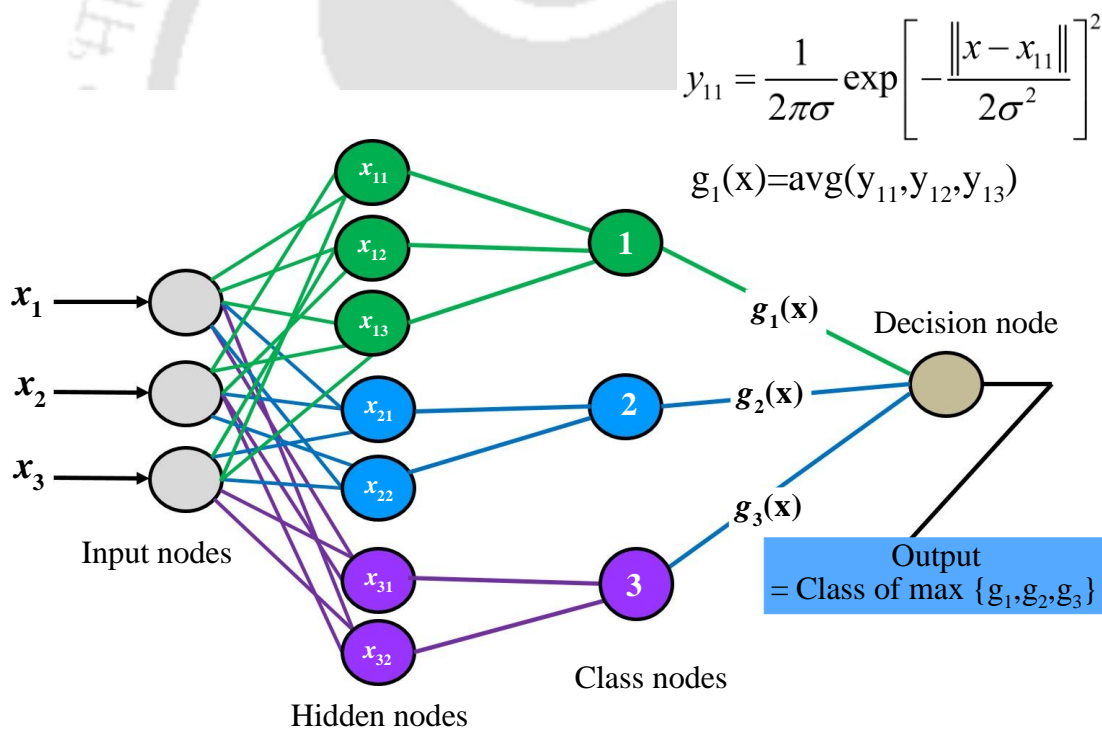 y₁₁ = 1/(2πσ) exp[ − ‖x − x₁₁‖ / 2σ² ]²
g₁(x)=avg(y₁₁,y₁₂,y₁₃)
x₁₁
x₁₂
x₁₃
x₂₁
x₂₂
x₃₁
x₃₂
x₁
x₂
x₃
1
2
3
g₁(x)
g₂(x)
g₃(x)
Decision node
Input nodes
Hidden nodes
Class nodes
Output
= Class of max {g₁,g₂,g₃}